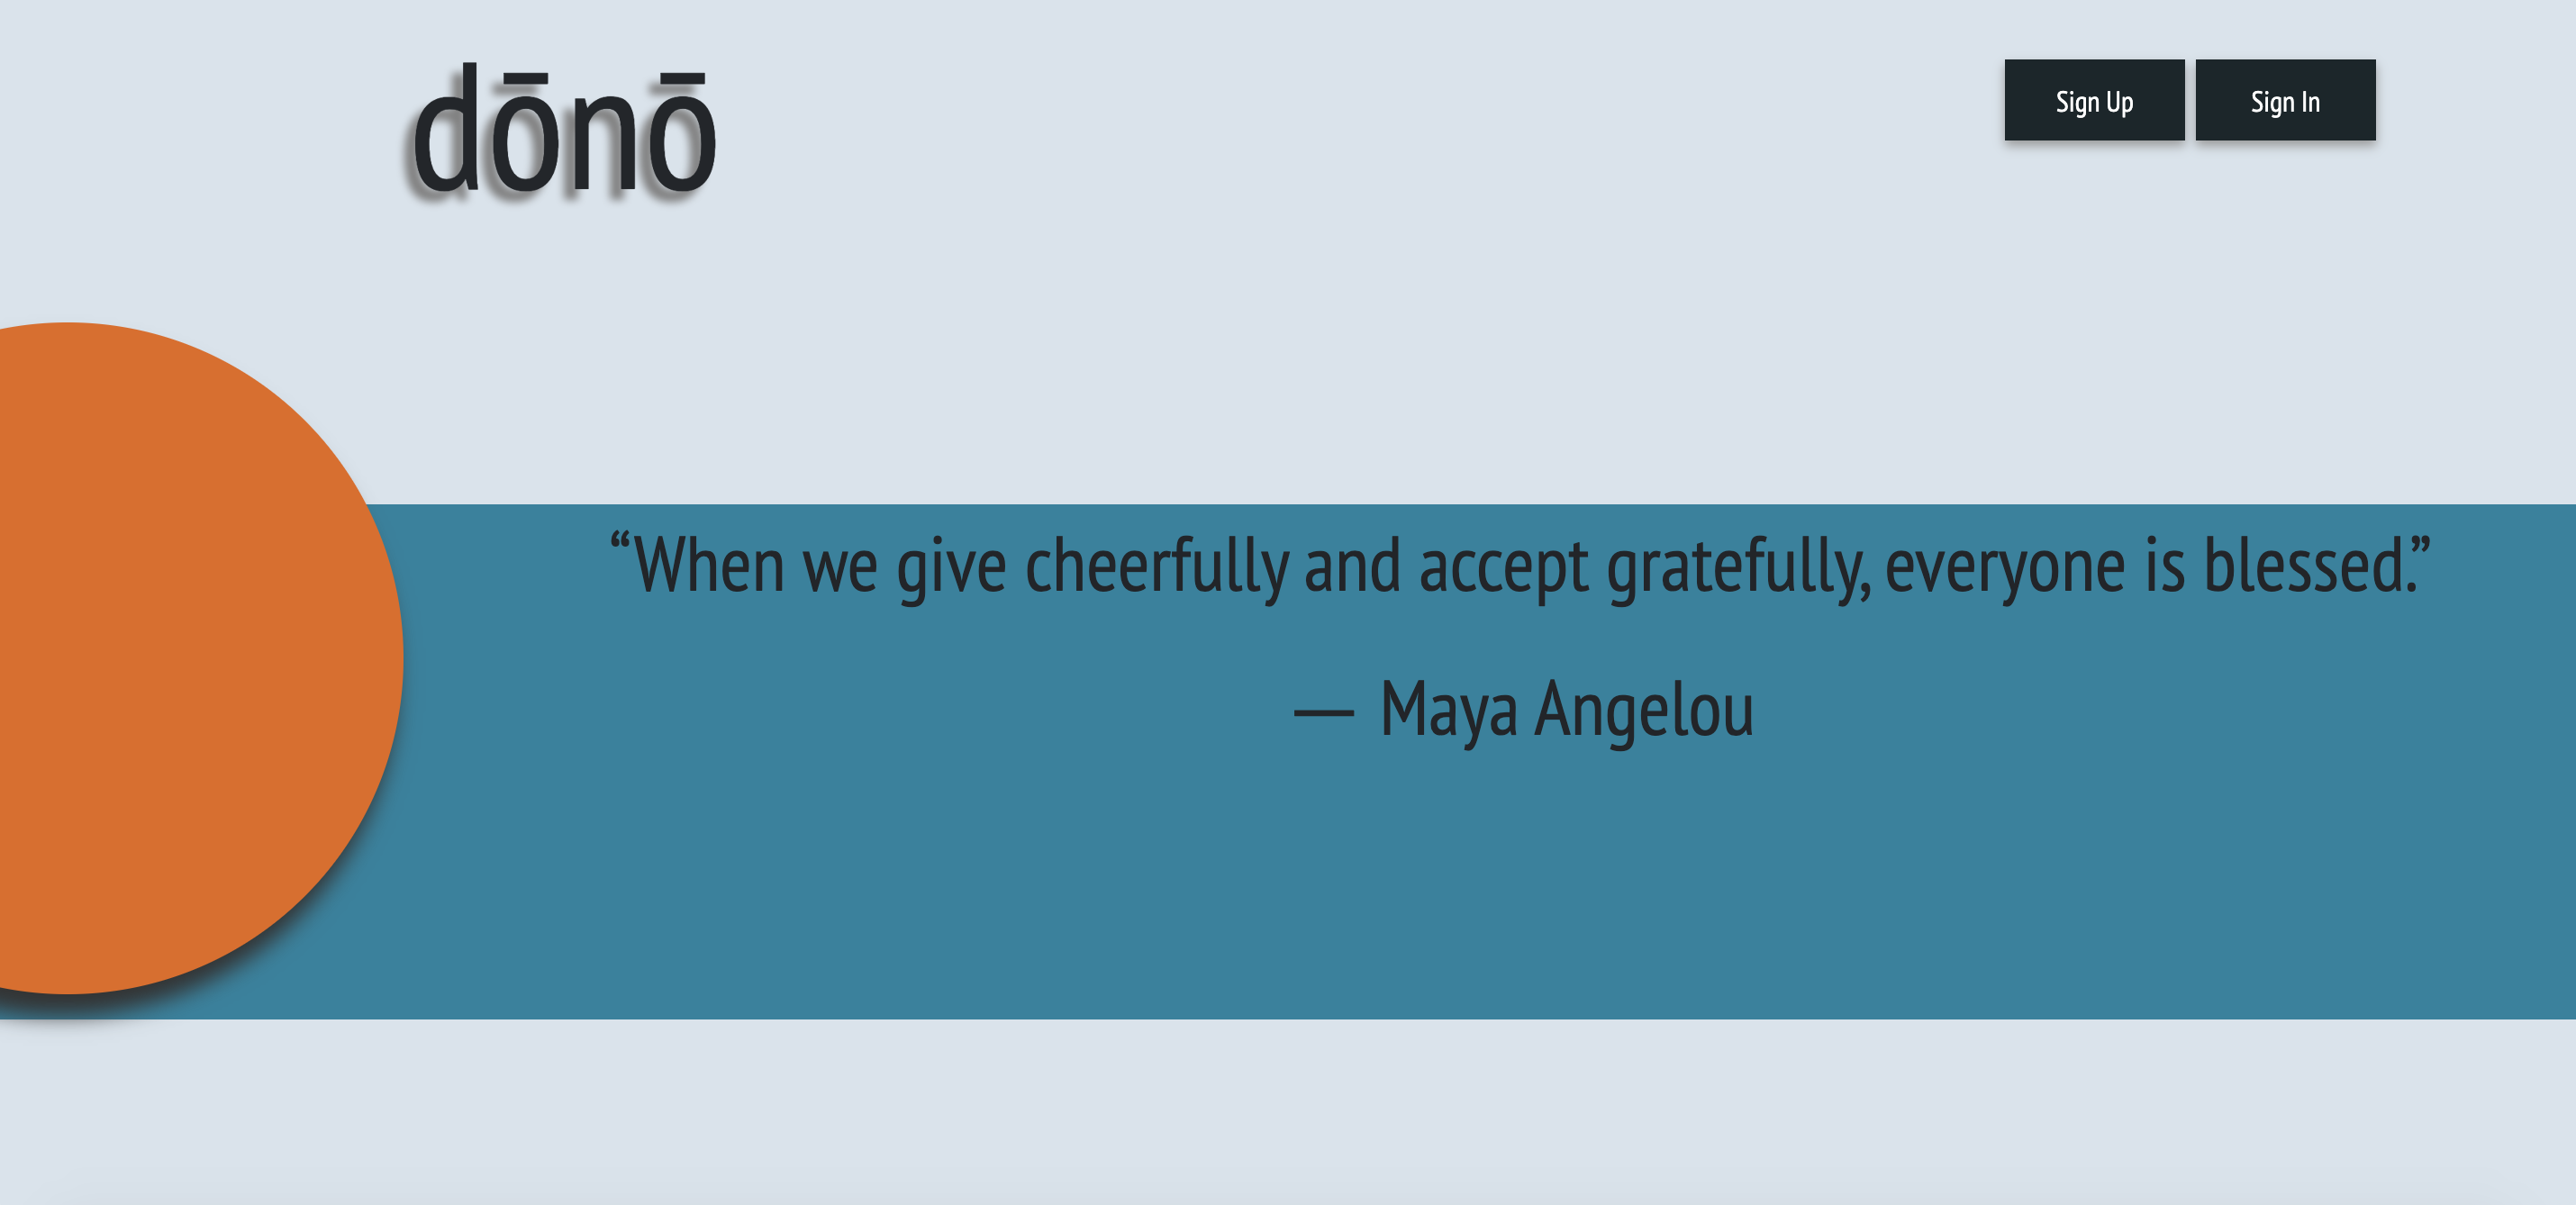 dōnō
Sign Up
Sign In
“When we give cheerfully and accept gratefully, everyone is blessed.”
— Maya Angelou